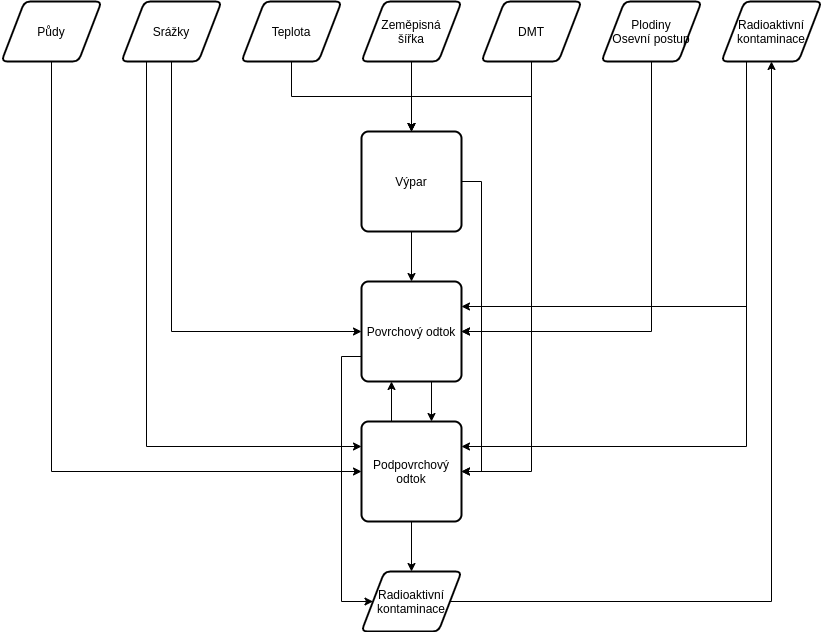 Půdy
Srážky
Teplota
Zeměpisná
šířka
DMT
Plodiny
Osevní postup
Radioaktivní
kontaminace
Výpar
Povrchový odtok
Podpovrchový
odtok
Radioaktivní
kontaminace